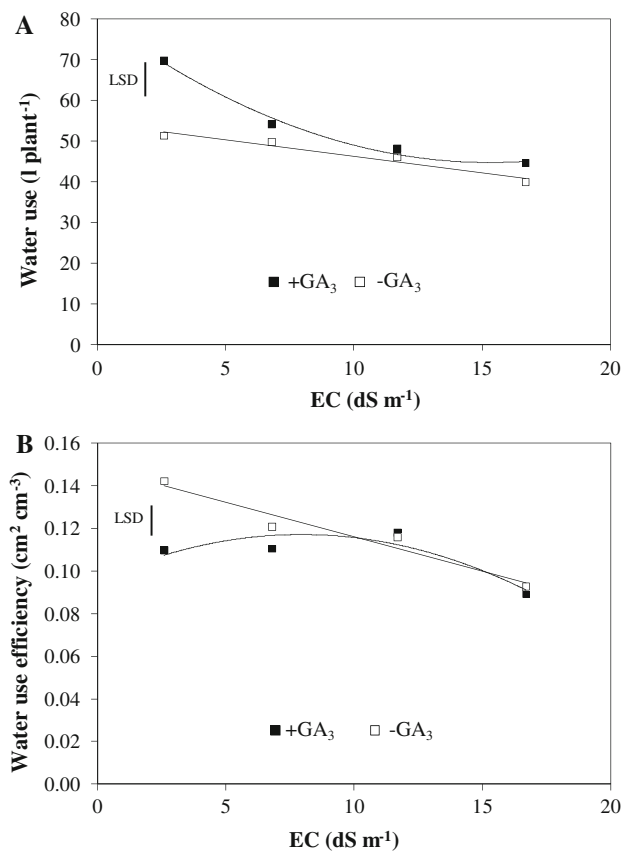 A
80
70
60
50
40
30
20
10
0
Water use (l plant⁻¹)
LSD
+GA₃ -GA₃
0 5 10 15 20
EC (dS m⁻¹)
B
0.16
0.14
0.12
0.10
0.08
0.06
0.04
0.02
0.00
Water use efficiency (cm² cm⁻³)
LSD
+GA₃ -GA₃
0 5 10 15 20
EC (dS m⁻¹)